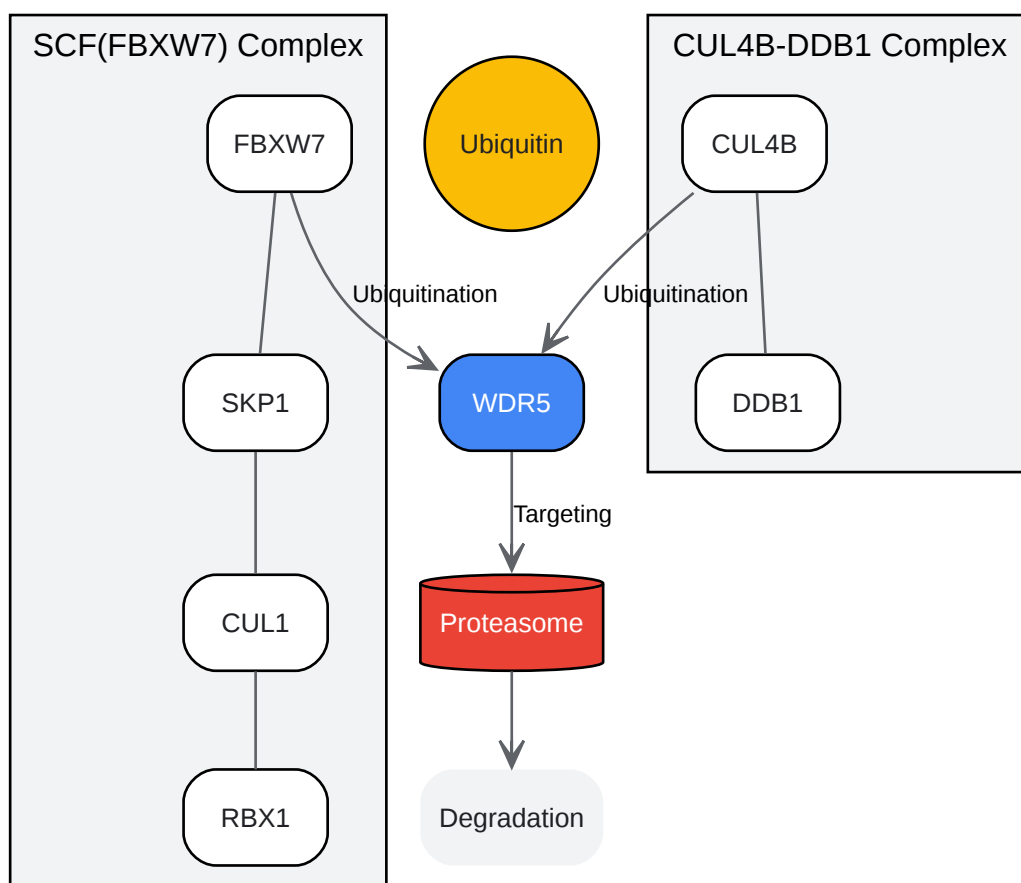 SCF(FBXW7) Complex
CUL4B-DDB1 Complex
FBXW7
Ubiquitin
CUL4B
Ubiquitination
Ubiquitination
SKP1
WDR5
DDB1
Targeting
CUL1
Proteasome
RBX1
Degradation